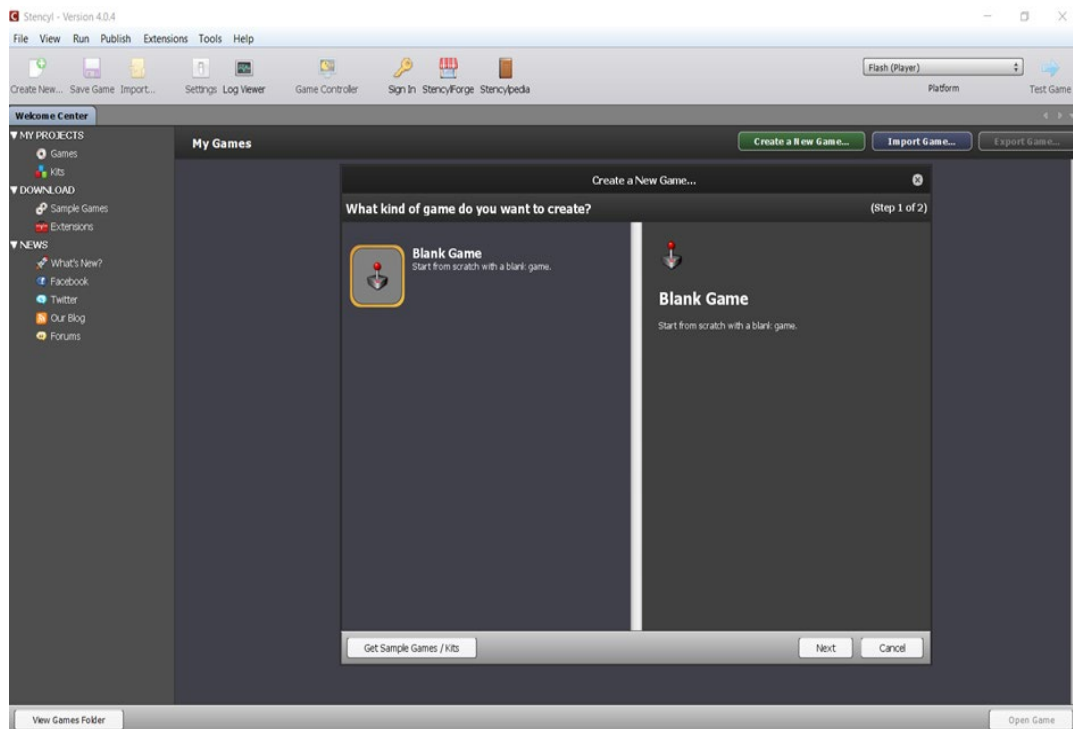 Stencyl - Version 4.0.4
File View Run Publish Extensions Tools Help
Create New... Save Game Import... Settings Log Viewer Game Controller Sign In StencylForge Stencylpedia Flash (Player) Platform Test Game
Welcome Center
MY PROJECTS
Games
Kits
DOWNLOAD
Sample Games
Extensions
NEWS
What's New?
Facebook
Twitter
Our Blog
Forums
My Games Create a New Game... Import Game... Export Game...
Create a New Game...
What kind of game do you want to create? (Step 1 of 2)
Blank Game
Start from scratch with a blank game.
Blank Game
Start from scratch with a blank game.
Get Sample Games / Kits Next Cancel
View Games Folder Open Game